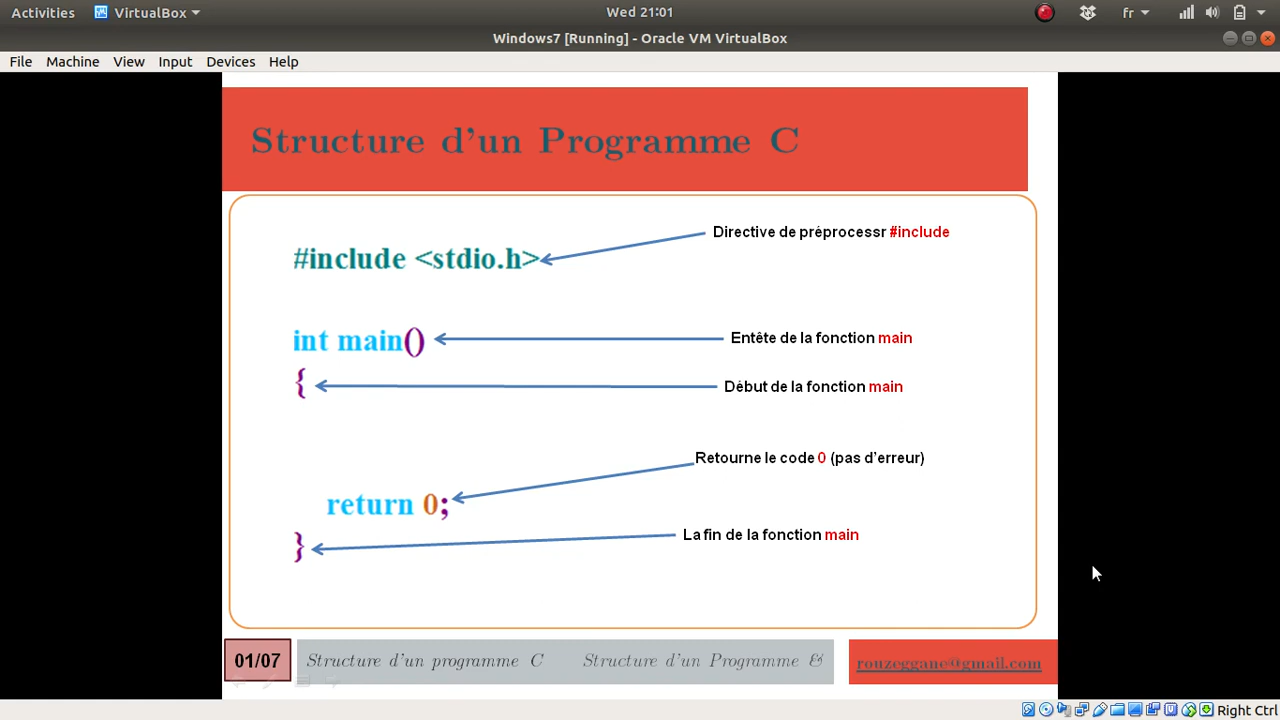 Activities VirtualBox Wed 21:01 fr
Windows7 [Running] - Oracle VM VirtualBox
File Machine View Input Devices Help
Structure d'un Programme C
Directive de préprocessr #include
#include <stdio.h>
int main()
Entête de la fonction main
{
Début de la fonction main
Retourne le code 0 (pas d'erreur)
return 0;
La fin de la fonction main
}
01/07 Structure d'un programme C Structure d'un Programme & rouzeggane@gmail.com
Right Ctrl